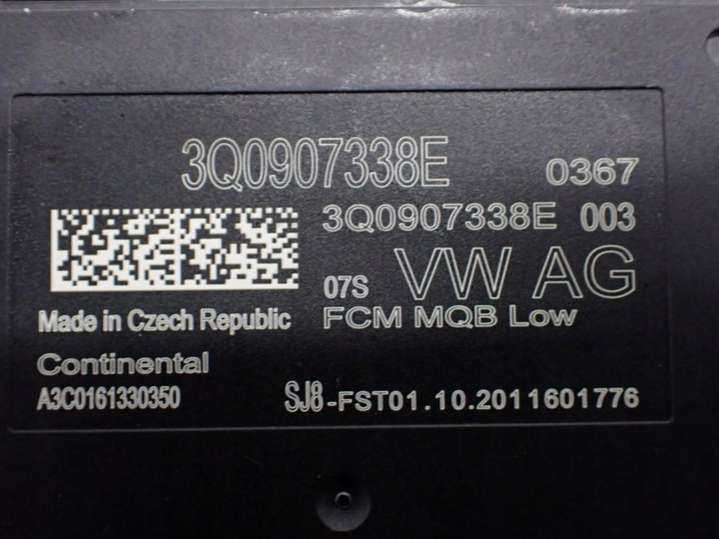 3Q0907338E 0367
3Q0907338E 003
07S VW AG
Made in Czech Republic FCM MQB Low
Continental
A3C0161330350 SJ8-FST01.10.2011601776